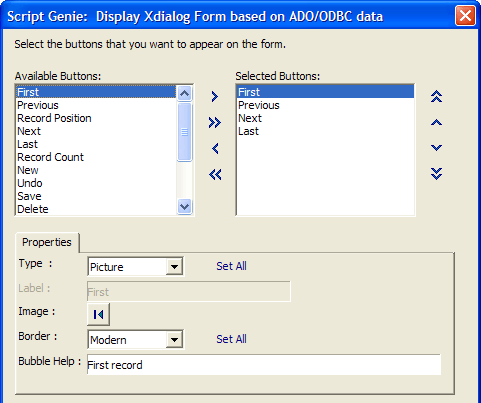 Script Genie:  Display Xdialog Form based on ADO/ODBC data
Select the buttons that you want to appear on the form.
Available Buttons:
First
Previous
Record Position
Next
Last
Record Count
New
Undo
Save
Delete
Selected Buttons:
First
Previous
Next
Last
Properties
Type : Picture Set All
Label : First
Image :
Border : Modern Set All
Bubble Help : First record